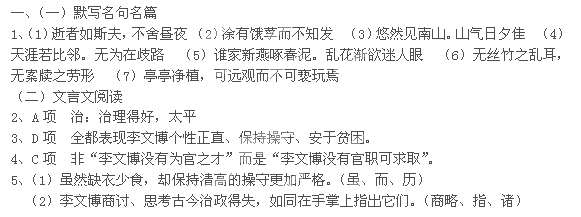 一、（一）默写名句名篇
1、（1）逝者如斯夫，不舍昼夜（2）涂有饿莩而不知发 （3）悠然见南山。山气日夕佳 （4）
天涯若比邻。无为在歧路 （5）谁家新燕啄春泥。乱花渐欲迷人眼 （6）无丝竹之乱耳，
无案牍之劳形 （7）亭亭净植，可远观而不可亵玩焉
（二）文言文阅读
2、A项 治：治理得好，太平
3、D项 全都表现李文博个性正直、保持操守、安于贫困。
4、C项 非“李文博没有为官之才”而是“李文博没有官职可求取”。
5、（1）虽然缺衣少食，却保持清高的操守更加严格。（虽、而、历）
（2）李文博商讨、思考古今治政得失，如同在手掌上指出它们。（商略、指、诸）